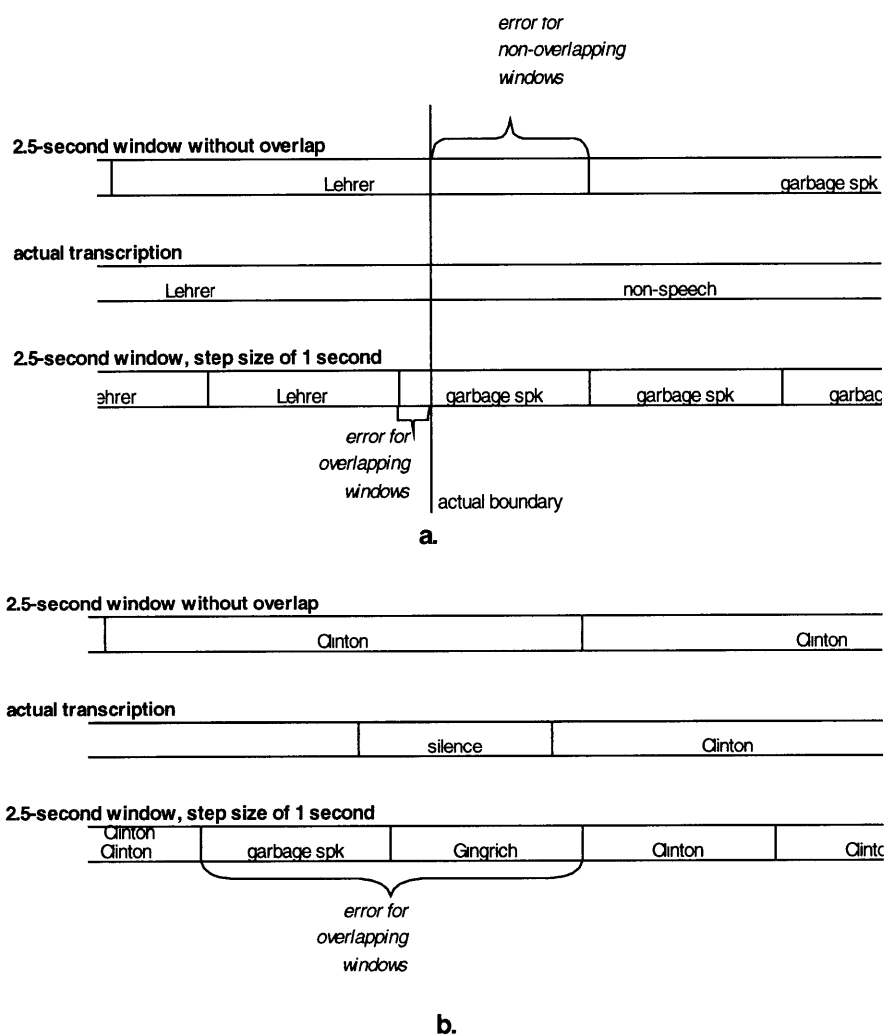 error for
non-overlapping
windows
2.5-second window without overlap
Lehrer
garbage spk
actual transcription
Lehrer
non-speech
2.5-second window, step size of 1 second
ehrer
Lehrer
garbage spk
garbage spk
garbag
error for
overlapping
windows
actual boundary
a.
2.5-second window without overlap
Clinton
Clinton
actual transcription
silence
Clinton
2.5-second window, step size of 1 second
Clinton
Clinton
garbage spk
Gingrich
Clinton
Clinto
error for
overlapping
windows
b.